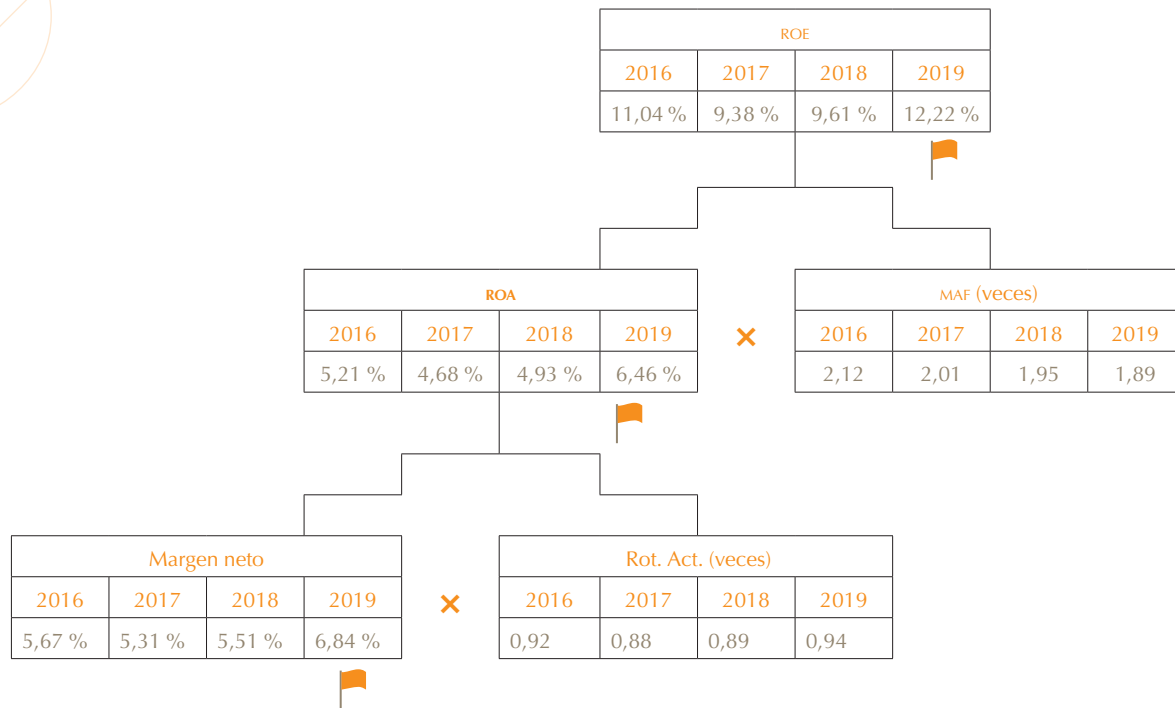 ROE
2016 2017 2018 2019
11,04 % 9,38 % 9,61 % 12,22 %
ROA
2016 2017 2018 2019
5,21 % 4,68 % 4,93 % 6,46 %
×
MAF (veces)
2016 2017 2018 2019
2,12 2,01 1,95 1,89
Margen neto
2016 2017 2018 2019
5,67 % 5,31 % 5,51 % 6,84 %
×
Rot. Act. (veces)
2016 2017 2018 2019
0,92 0,88 0,89 0,94